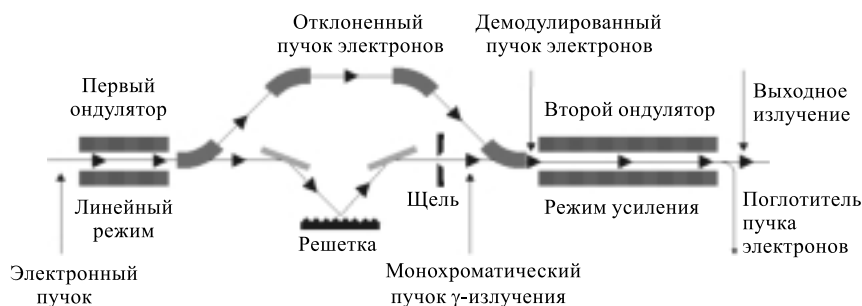 Отклоненный
пучок электронов
Демодулированный
пучок электронов
Первый
ондулятор
Второй ондулятор
Выходное
излучение
Линейный
режим
Решетка
Щель
Режим усиления
Поглотитель
пучка
электронов
Электронный
пучок
Монохроматический
пучок γ-излучения